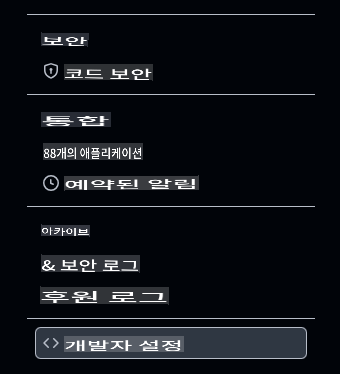 보안
코드 보안
통합
88개의 애플리케이션
예약된 알림
아카이브
& 보안 로그
후원 로그
개발자 설정